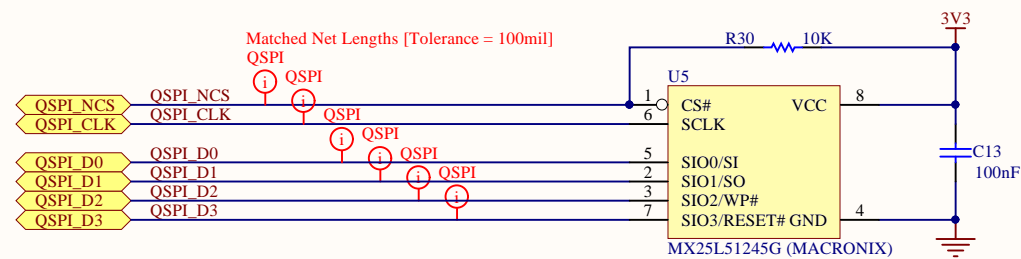 3V3
Matched Net Lengths [Tolerance = 100mil]
R30 10K
QSPI
QSPI
U5
QSPI_NCS QSPI_NCS 1 CS# VCC 8
QSPI_CLK QSPI_CLK 6 SCLK
QSPI
QSPI
QSPI_D0 QSPI_D0 5 SIO0/SI
C13
QSPI
QSPI_D1 QSPI_D1 2 SIO1/SO
100nF
QSPI
QSPI_D2 QSPI_D2 3 SIO2/WP#
QSPI_D3 QSPI_D3 7 SIO3/RESET# GND 4
MX25L51245G (MACRONIX)